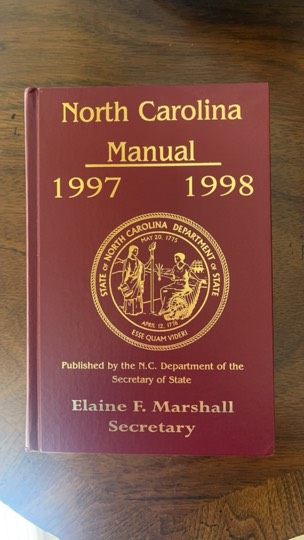 North Carolina
Manual
1997 1998
STATE OF NORTH CAROLINA DEPARTMENT OF STATE
MAY 20, 1775
APRIL 12, 1776
ESSE QUAM VIDERI
Published by the N.C. Department of the
Secretary of State
Elaine F. Marshall
Secretary